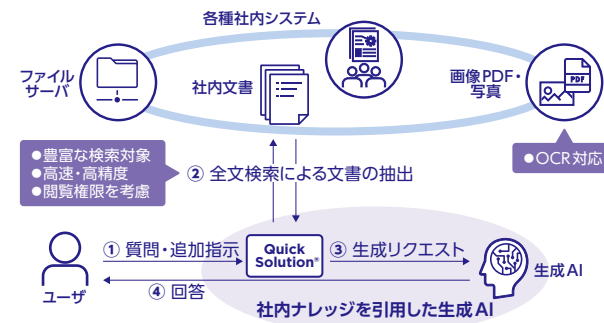 各種社内システム
ファイル
サーバ
社内文書
画像PDF・
写真
PDF
●豊富な検索対象
●高速・高精度
●閲覧権限を考慮
② 全文検索による文書の抽出
●OCR対応
① 質問・追加指示
Quick
Solution®
③ 生成リクエスト
生成AI
ユーザ
④ 回答
社内ナレッジを引用した生成AI